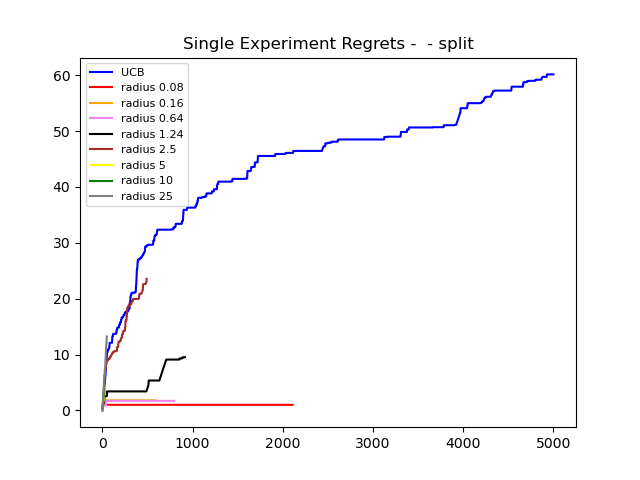 Single Experiment Regrets -  - split
UCB
radius 0.08
radius 0.16
radius 0.64
radius 1.24
radius 2.5
radius 5
radius 10
radius 25
60
50
40
30
20
10
0
0 1000 2000 3000 4000 5000